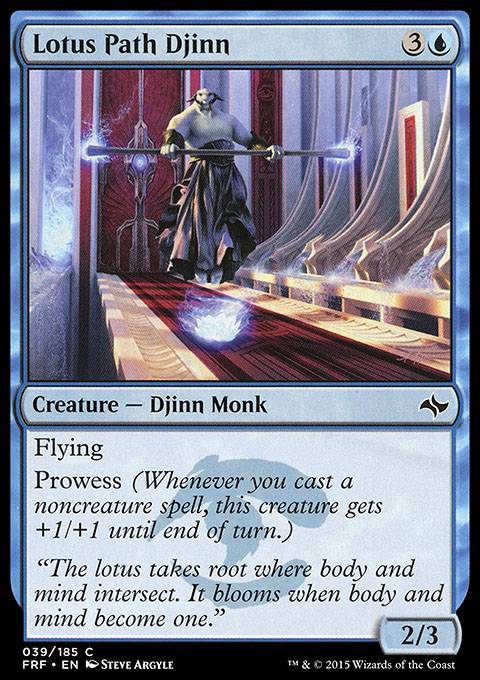 Lotus Path Djinn 3
Creature — Djinn Monk
Flying
Prowess (Whenever you cast a
noncreature spell, this creature gets
+1/+1 until end of turn.)
“The lotus takes root where body and
mind intersect. It blooms when body and
mind become one.”
2/3
039/185 C
FRF • EN Steve Argyle
™ & © 2015 Wizards of the Coast